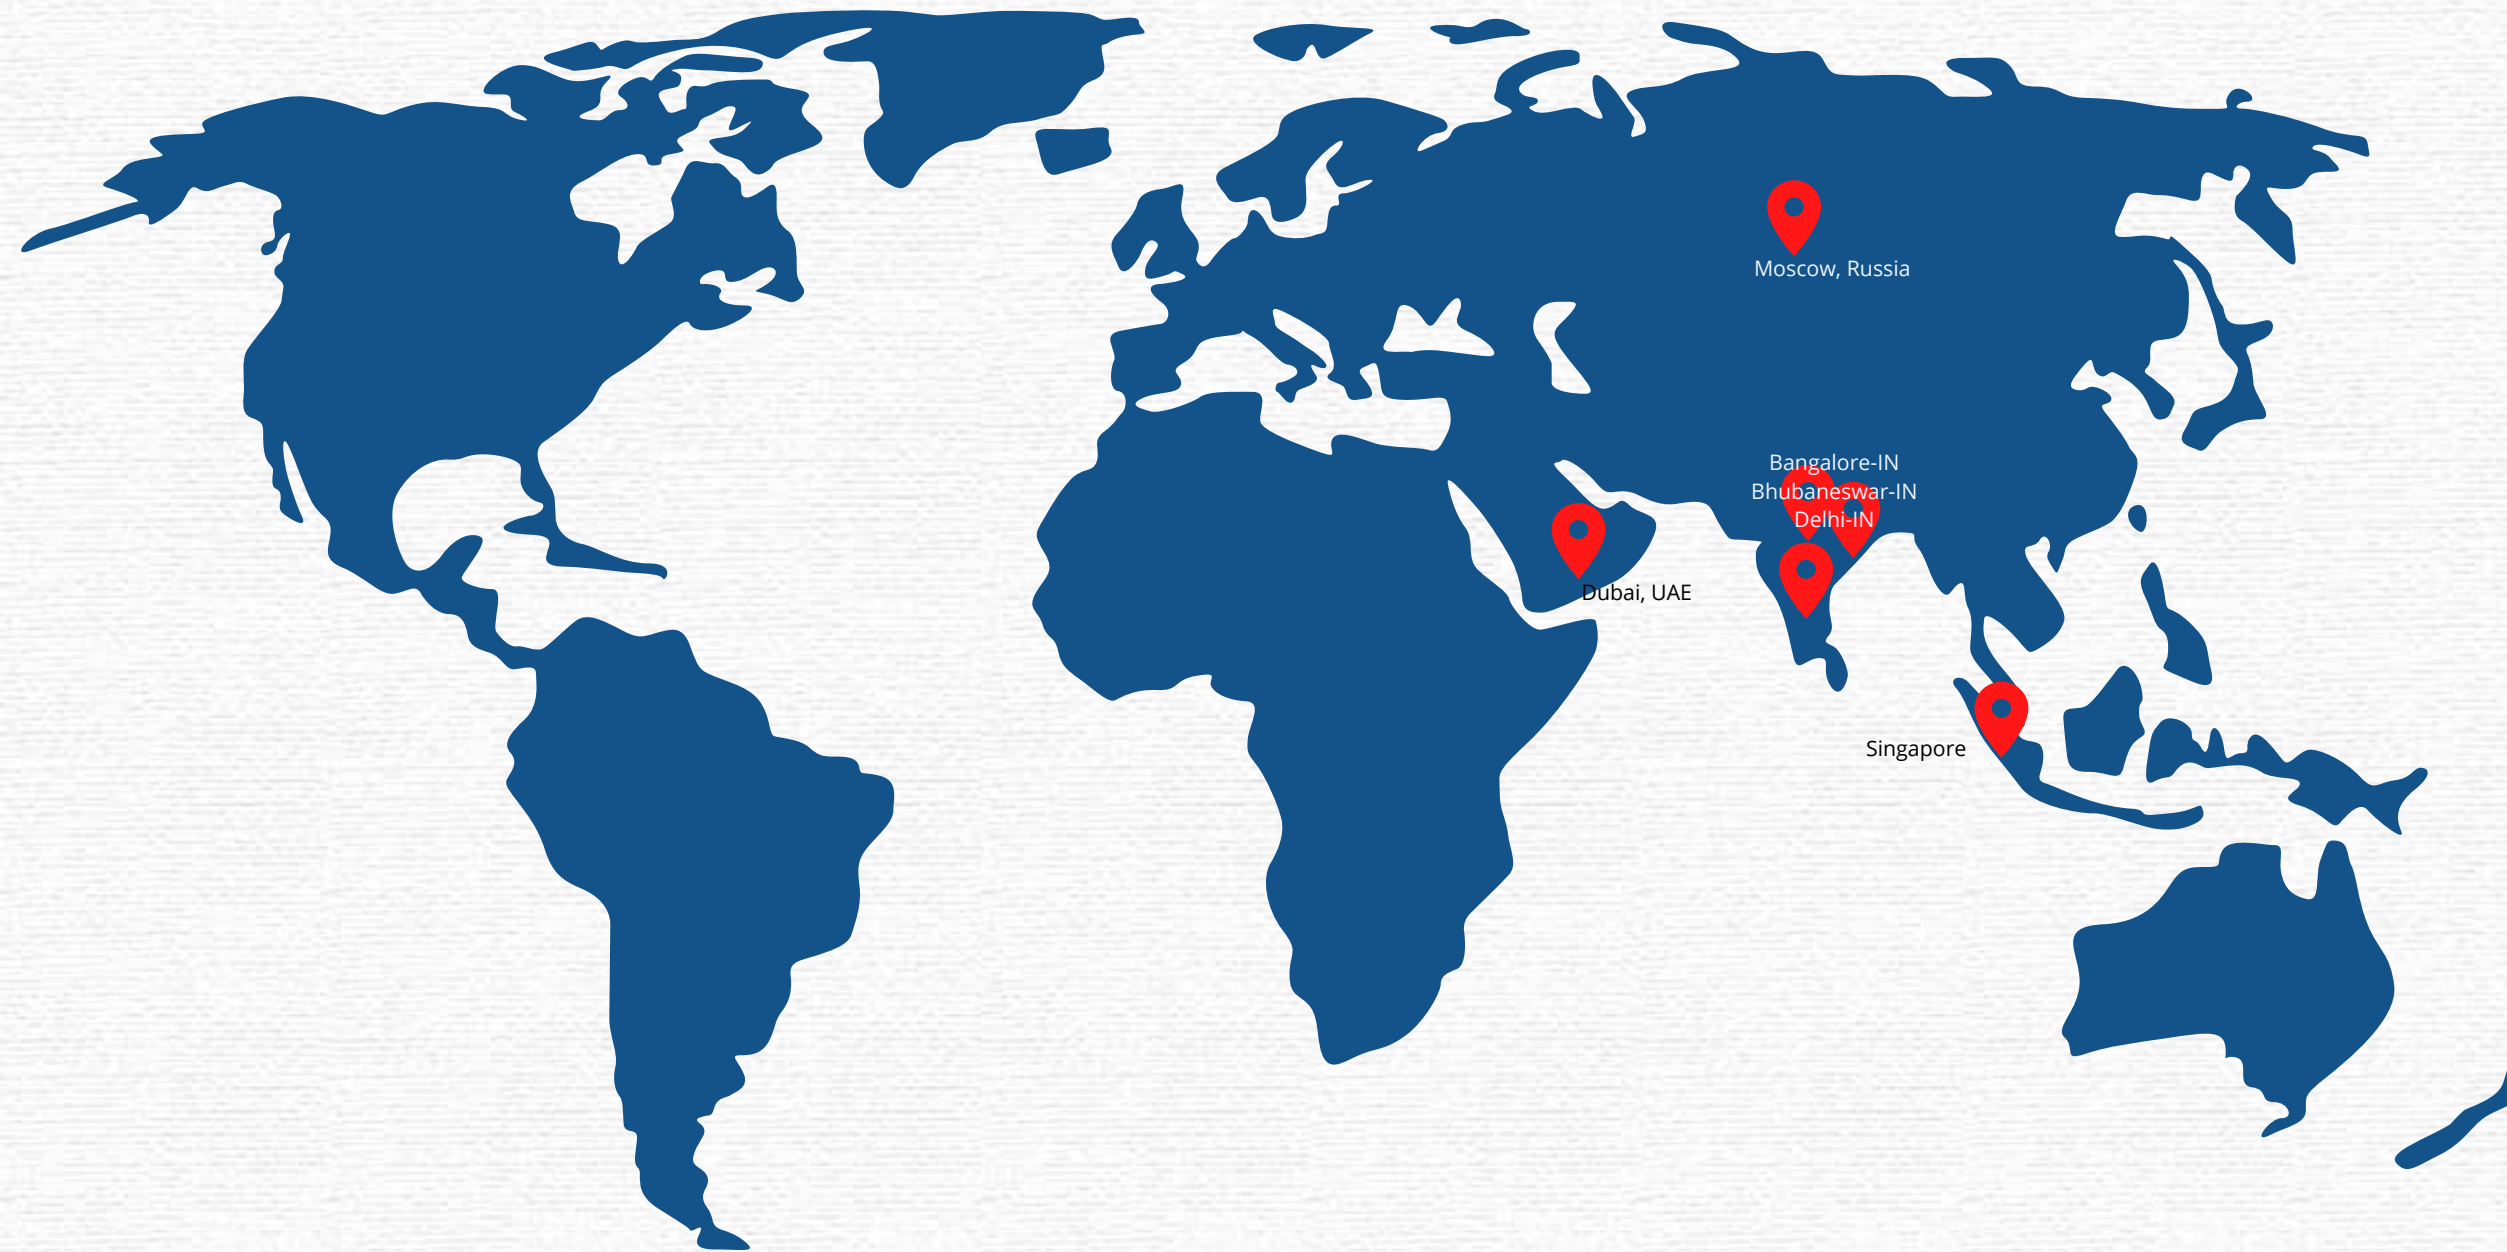 Moscow, Russia
Bangalore-IN
Bhubaneswar-IN
Delhi-IN
Dubai, UAE
Singapore